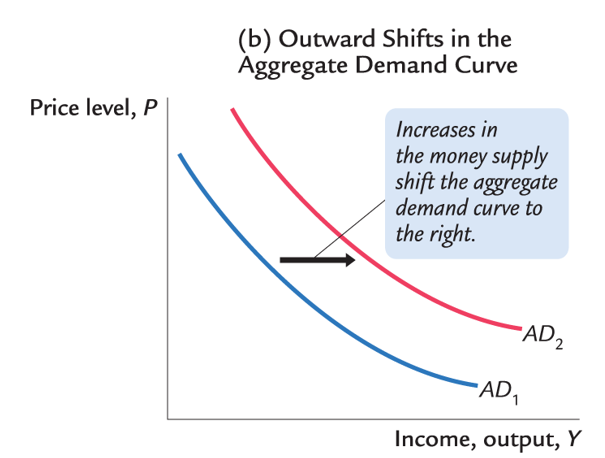 (b) Outward Shifts in the
Aggregate Demand Curve
Price level, P
Increases in
the money supply
shift the aggregate
demand curve to
the right.
AD2
AD1
Income, output, Y